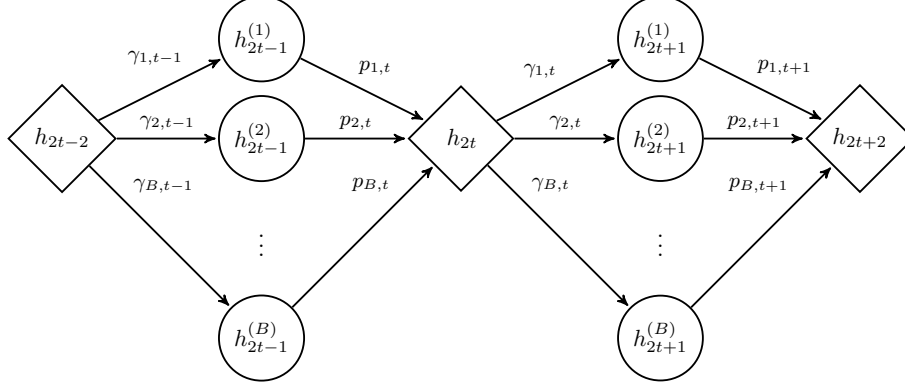 h_{2t-1}^{(1)} h_{2t+1}^{(1)}
γ_{1,t-1} p_{1,t} γ_{1,t} p_{1,t+1}
h_{2t-2} γ_{2,t-1} h_{2t-1}^{(2)} p_{2,t} h_{2t} γ_{2,t} h_{2t+1}^{(2)} p_{2,t+1} h_{2t+2}
γ_{B,t-1} p_{B,t} γ_{B,t} p_{B,t+1}
⋮ ⋮
h_{2t-1}^{(B)} h_{2t+1}^{(B)}